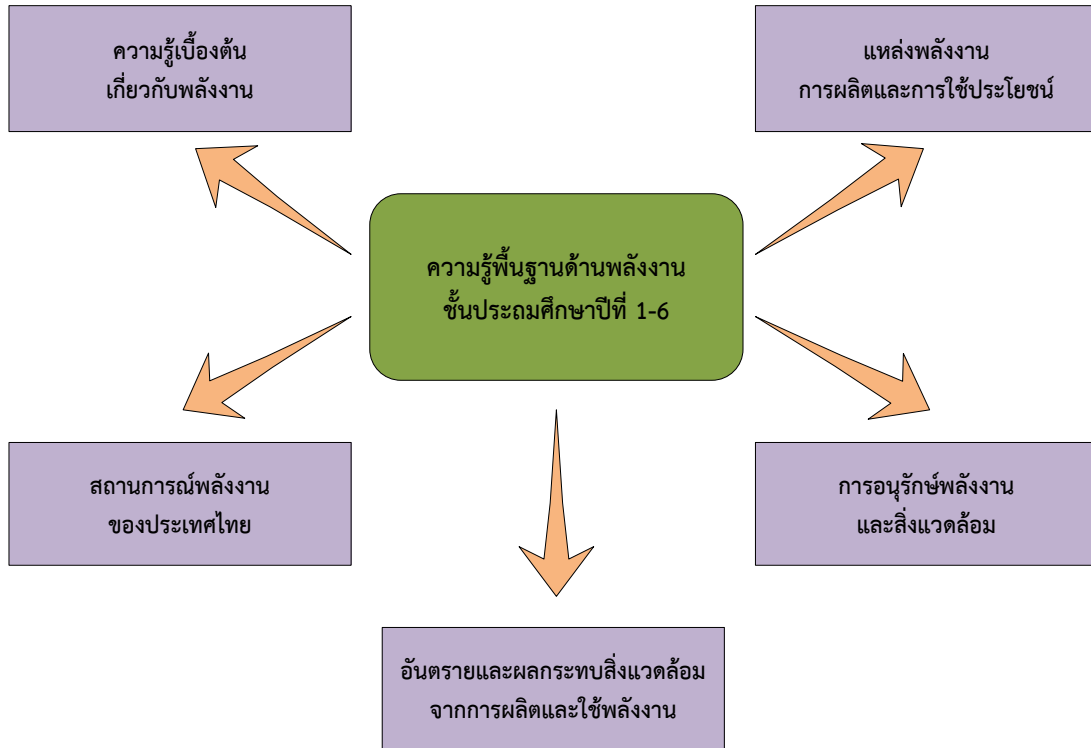 ความรู้เบื้องต้น
เกี่ยวกับพลังงาน
แหล่งพลังงาน
การผลิตและการใช้ประโยชน์
ความรู้พื้นฐานด้านพลังงาน
ชั้นประถมศึกษาปีที่ 1-6
สถานการณ์พลังงาน
ของประเทศไทย
การอนุรักษ์พลังงาน
และสิ่งแวดล้อม
อันตรายและผลกระทบสิ่งแวดล้อม
จากการผลิตและใช้พลังงาน